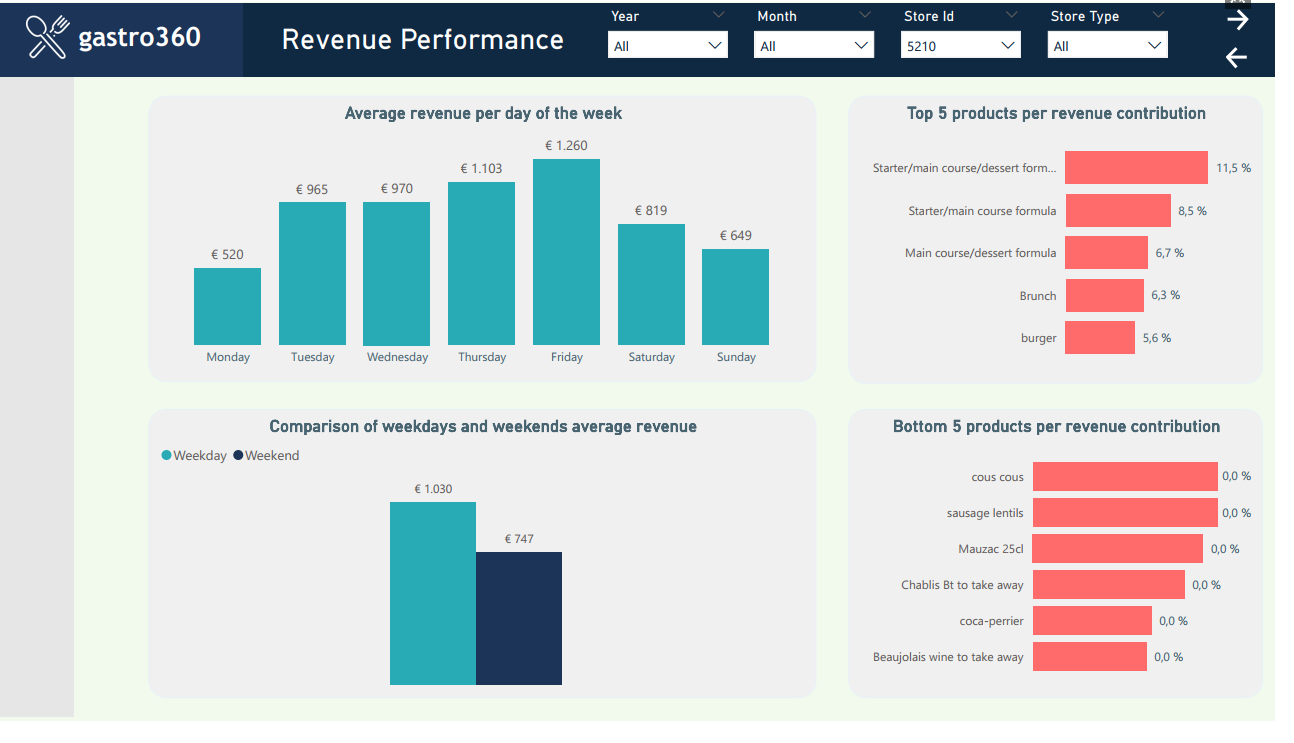 gastro360
Revenue Performance
Year
All
Month
All
Store Id
5210
Store Type
All
Average revenue per day of the week
€ 520
€ 965
€ 970
€ 1.103
€ 1.260
€ 819
€ 649
Monday
Tuesday
Wednesday
Thursday
Friday
Saturday
Sunday
Top 5 products per revenue contribution
Starter/main course/dessert form... 11,5 %
Starter/main course formula 8,5 %
Main course/dessert formula 6,7 %
Brunch 6,3 %
burger 5,6 %
Comparison of weekdays and weekends average revenue
Weekday Weekend
€ 1.030
€ 747
Bottom 5 products per revenue contribution
cous cous 0,0 %
sausage lentils 0,0 %
Mauzac 25cl 0,0 %
Chablis Bt to take away 0,0 %
coca-perrier 0,0 %
Beaujolais wine to take away 0,0 %